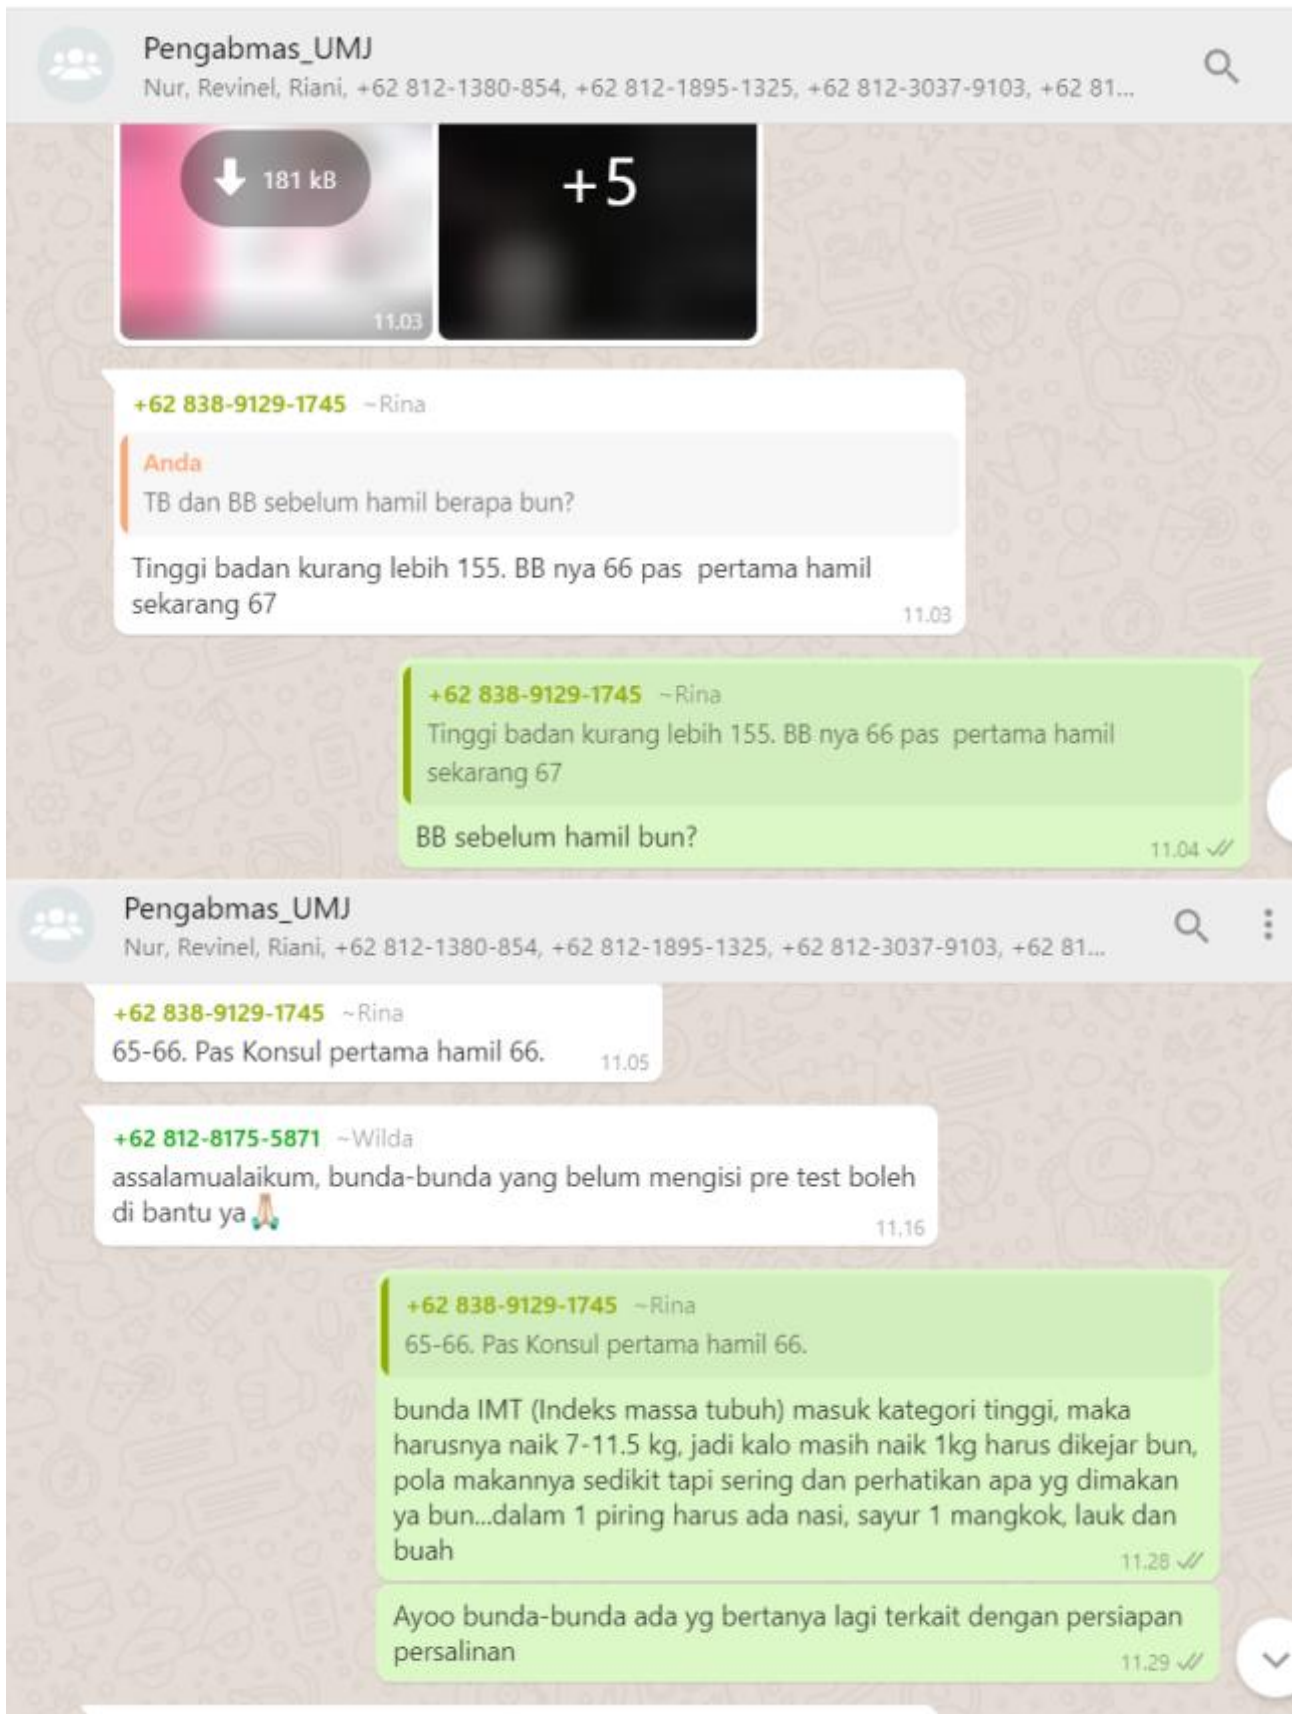 Pengabmas_UMJ
Nur, Revinel, Riani, +62 812-1380-854, +62 812-1895-1325, +62 812-3037-9103, +62 81...
181 kB
+5
11.03
+62 838-9129-1745 ~Rina
Anda
TB dan BB sebelum hamil berapa bun?
Tinggi badan kurang lebih 155. BB nya 66 pas pertama hamil
sekarang 67
11.03
+62 838-9129-1745 ~Rina
Tinggi badan kurang lebih 155. BB nya 66 pas pertama hamil
sekarang 67
BB sebelum hamil bun?
11.04
Pengabmas_UMJ
Nur, Revinel, Riani, +62 812-1380-854, +62 812-1895-1325, +62 812-3037-9103, +62 81...
+62 838-9129-1745 ~Rina
65-66. Pas Konsul pertama hamil 66.
11.05
+62 812-8175-5871 ~Wilda
assalamualaikum, bunda-bunda yang belum mengisi pre test boleh
di bantu ya🙏🏻
11.16
+62 838-9129-1745 ~Rina
65-66. Pas Konsul pertama hamil 66.
bunda IMT (Indeks massa tubuh) masuk kategori tinggi, maka
harusnya naik 7-11.5 kg, jadi kalo masih naik 1kg harus dikejar bun,
pola makannya sedikit tapi sering dan perhatikan apa yg dimakan
ya bun...dalam 1 piring harus ada nasi, sayur 1 mangkok, lauk dan
buah
11.28
Ayoo bunda-bunda ada yg bertanya lagi terkait dengan persiapan
persalinan
11.29